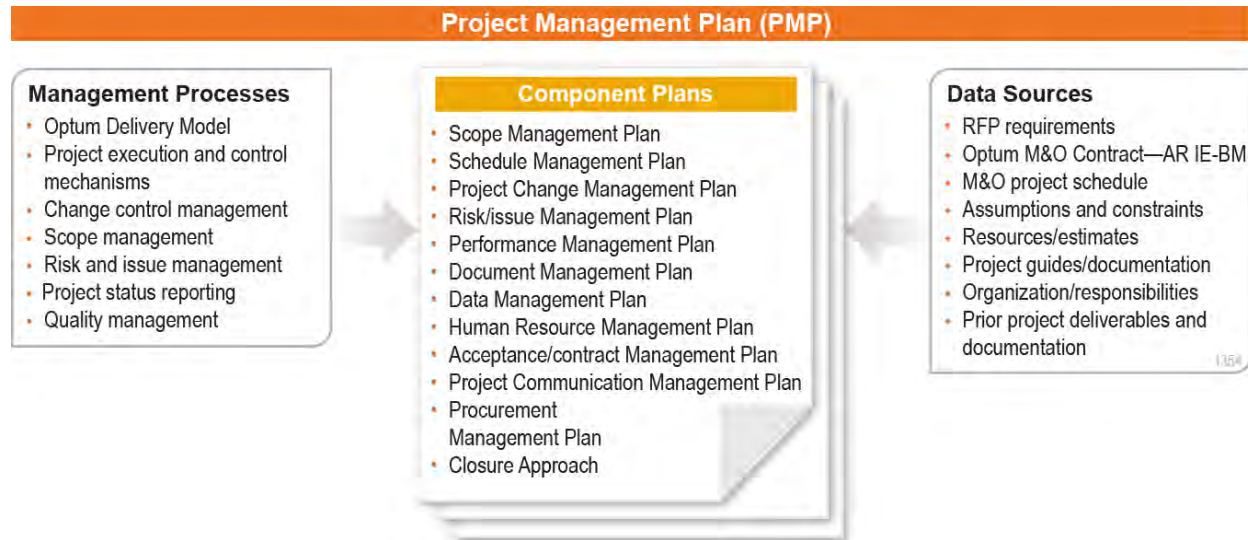 Project Management Plan (PMP)
Management Processes
• Optum Delivery Model
• Project execution and control
mechanisms
• Change control management
• Scope management
• Risk and issue management
• Project status reporting
• Quality management
Component Plans
• Scope Management Plan
• Schedule Management Plan
• Project Change Management Plan
• Risk/issue Management Plan
• Performance Management Plan
• Document Management Plan
• Data Management Plan
• Human Resource Management Plan
• Acceptance/contract Management Plan
• Project Communication Management Plan
• Procurement
Management Plan
• Closure Approach
Data Sources
• RFP requirements
• Optum M&O Contract—AR IE-BM
• M&O project schedule
• Assumptions and constraints
• Resources/estimates
• Project guides/documentation
• Organization/responsibilities
• Prior project deliverables and
documentation